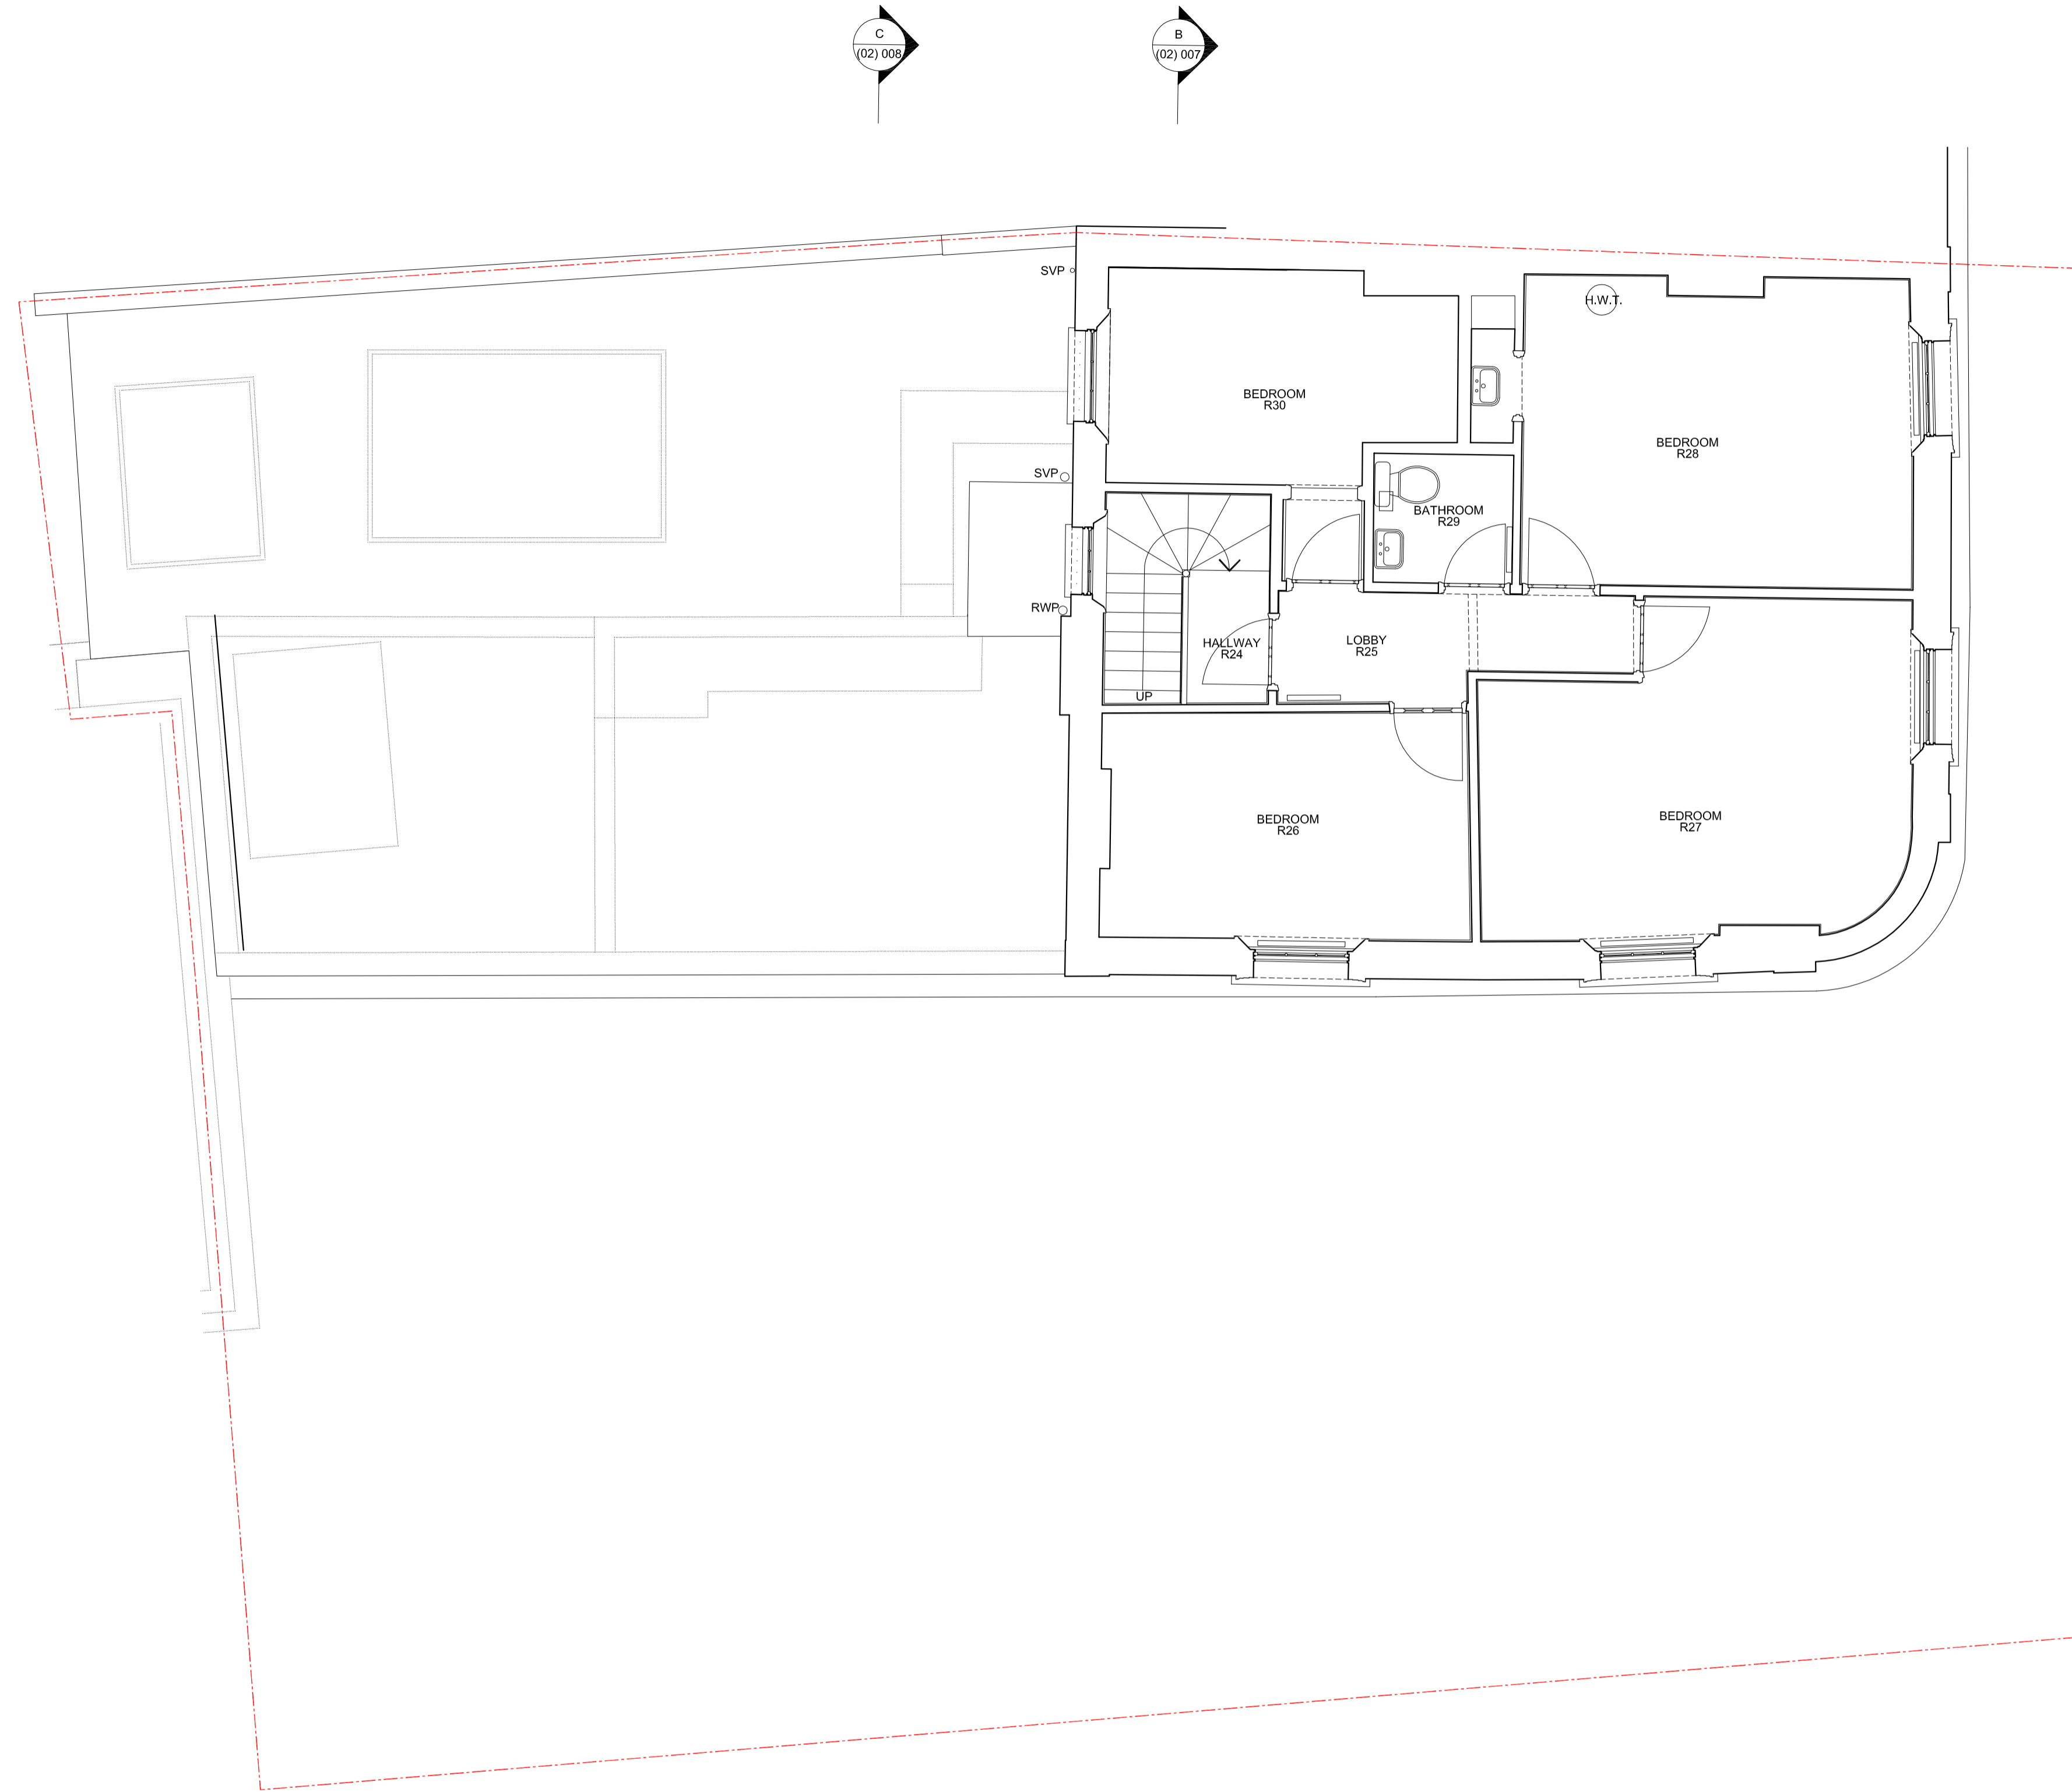 C
(02) 008
B
(02) 007
SVP
H.W.T.
BEDROOM
R30
BEDROOM
R28
SVP
BATHROOM
R29
RWP
HALLWAY
R24
LOBBY
R25
UP
BEDROOM
R26
BEDROOM
R27